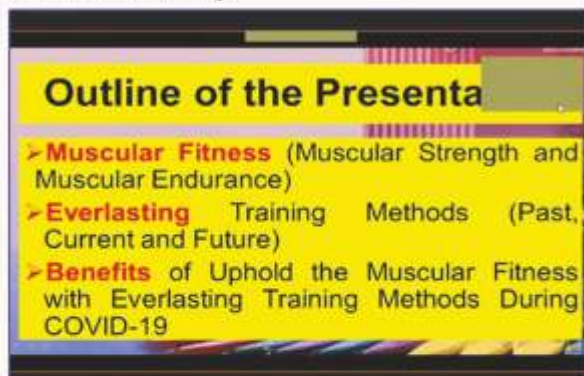 Outline of the Presenta
➢Muscular Fitness (Muscular Strength and
Muscular Endurance)
➢Everlasting Training Methods (Past,
Current and Future)
➢Benefits of Uphold the Muscular Fitness
with Everlasting Training Methods During
COVID-19